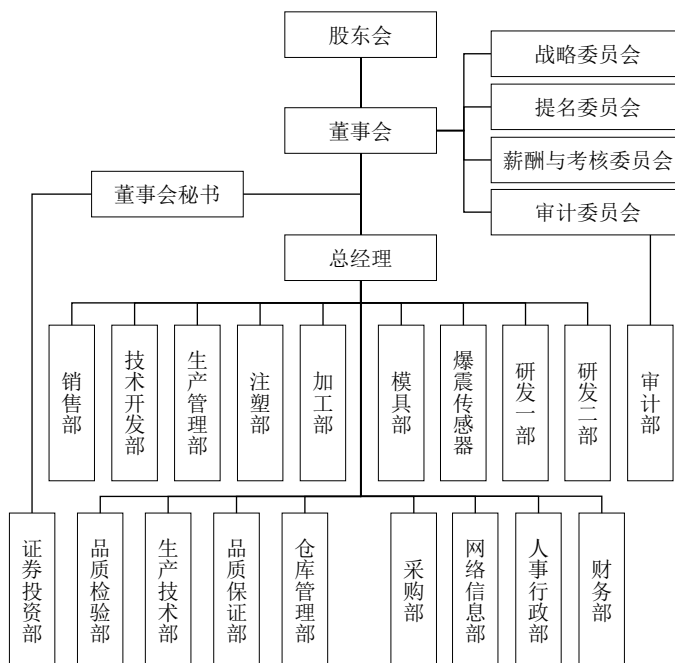 股东会
战略委员会
提名委员会
董事会
薪酬与考核委员会
董事会秘书
审计委员会
总经理
销售部
技术开发部
生产管理部
注塑部
加工部
模具部
爆震传感器
研发一部
研发二部
审计部
证券投资部
品质检验部
生产技术部
品质保证部
仓库管理部
采购部
网络信息部
人事行政部
财务部